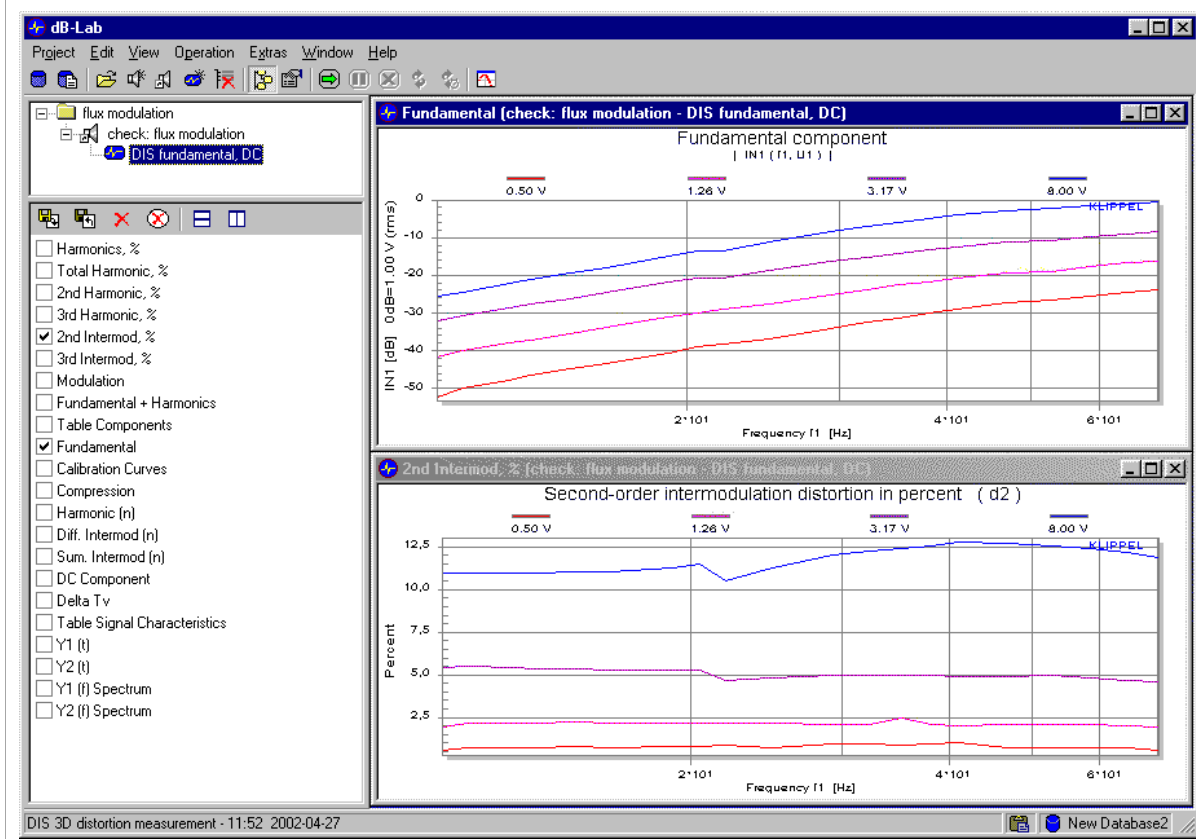 dB-Lab
Project Edit View Operation Extras Window Help
flux modulation
check: flux modulation
DIS fundamental, DC
Harmonics, %
Total Harmonic, %
2nd Harmonic, %
3rd Harmonic, %
2nd Intermod, %
3rd Intermod, %
Modulation
Fundamental + Harmonics
Table Components
Fundamental
Calibration Curves
Compression
Harmonic (n)
Diff. Intermod (n)
Sum. Intermod (n)
DC Component
Delta Tv
Table Signal Characteristics
Y1 (t)
Y2 (t)
Y1 (f) Spectrum
Y2 (f) Spectrum
Fundamental (check: flux modulation - DIS fundamental, DC)
Fundamental component
| IN1 ( f1, U1 ) |
0.50 V 1.26 V 3.17 V 8.00 V
KLIPPEL
IN1 [dB] 0dB=1.00 V (rms)
0
-10
-20
-30
-40
-50
2*101 4*101 6*101
Frequency f1 [Hz]
2nd Intermod, % (check: flux modulation - DIS fundamental, DC)
Second-order intermodulation distortion in percent ( d2 )
0.50 V 1.26 V 3.17 V 8.00 V
KLIPPEL
Percent
12,5
10,0
7,5
5,0
2,5
2*101 4*101 6*101
Frequency f1 [Hz]
DIS 3D distortion measurement - 11:52 2002-04-27
New Database2